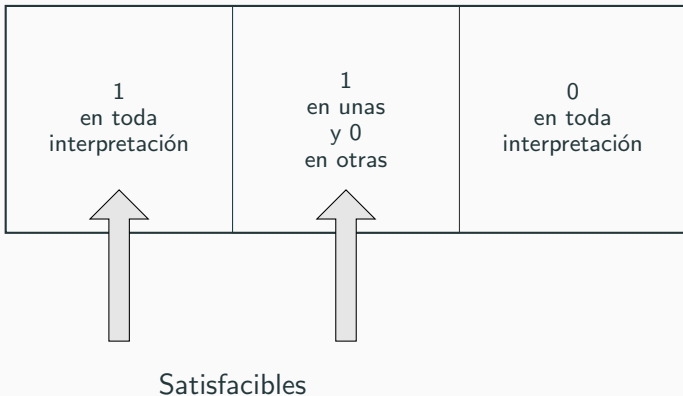 1
en toda
interpretación
1
en unas
y 0
en otras
0
en toda
interpretación
Satisfacibles